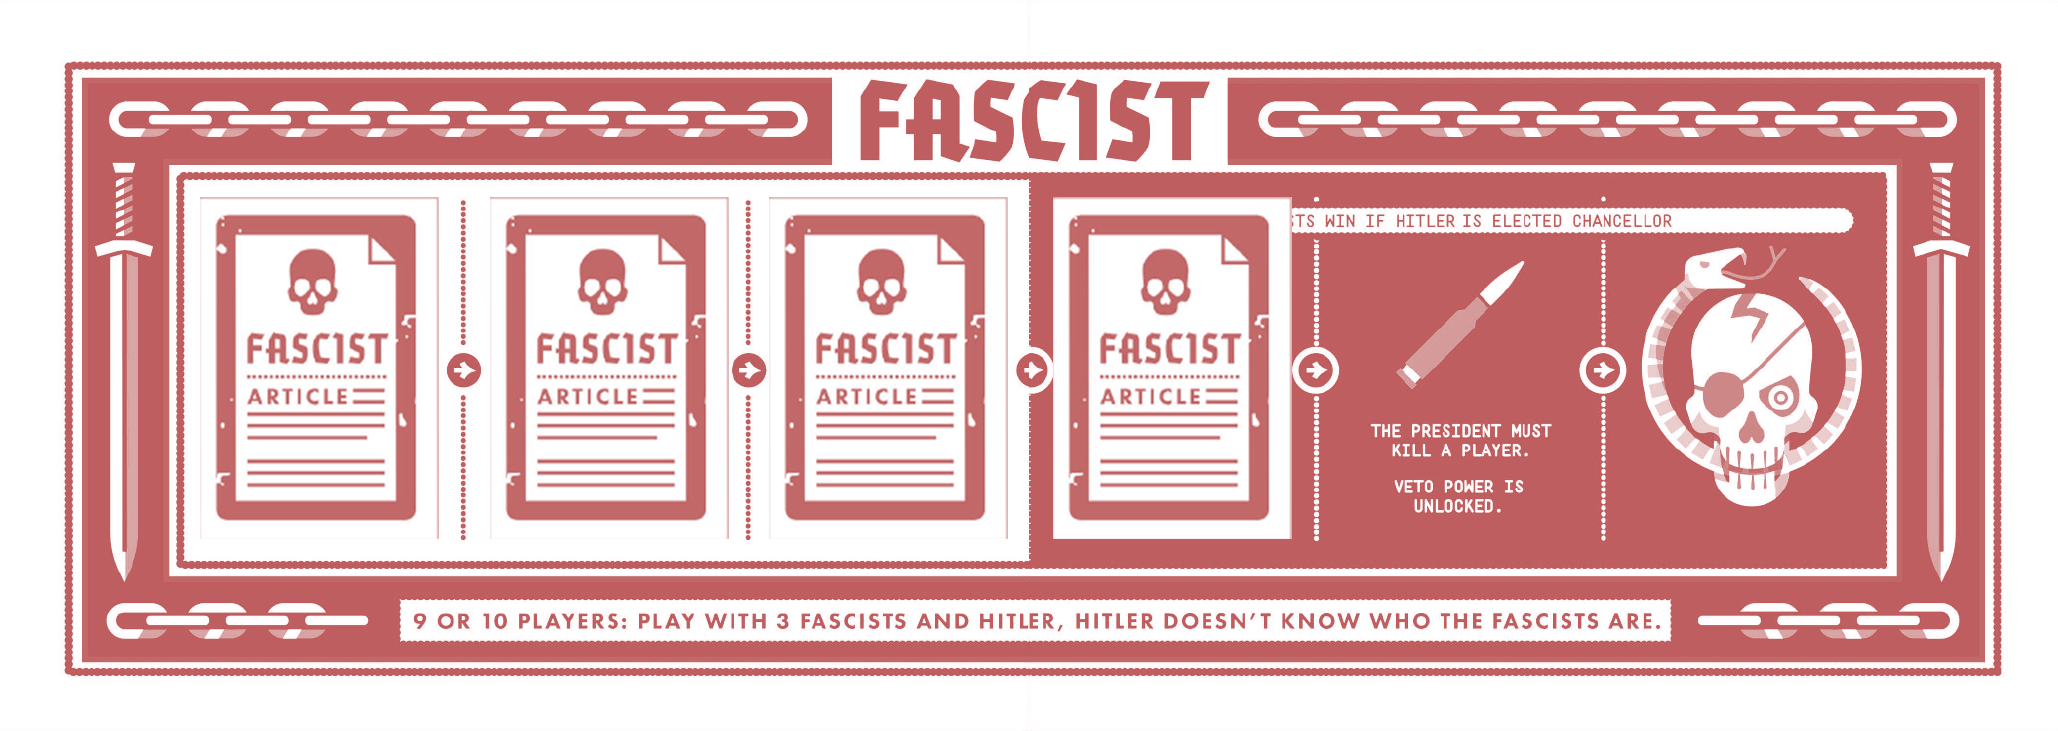 FASCIST
STS WIN IF HITLER IS ELECTED CHANCELLOR
FASCIST
ARTICLE
FASCIST
ARTICLE
FASCIST
ARTICLE
FASCIST
ARTICLE
THE PRESIDENT MUST
KILL A PLAYER.
VETO POWER IS
UNLOCKED.
9 OR 10 PLAYERS: PLAY WITH 3 FASCISTS AND HITLER, HITLER DOESN'T KNOW WHO THE FASCISTS ARE.